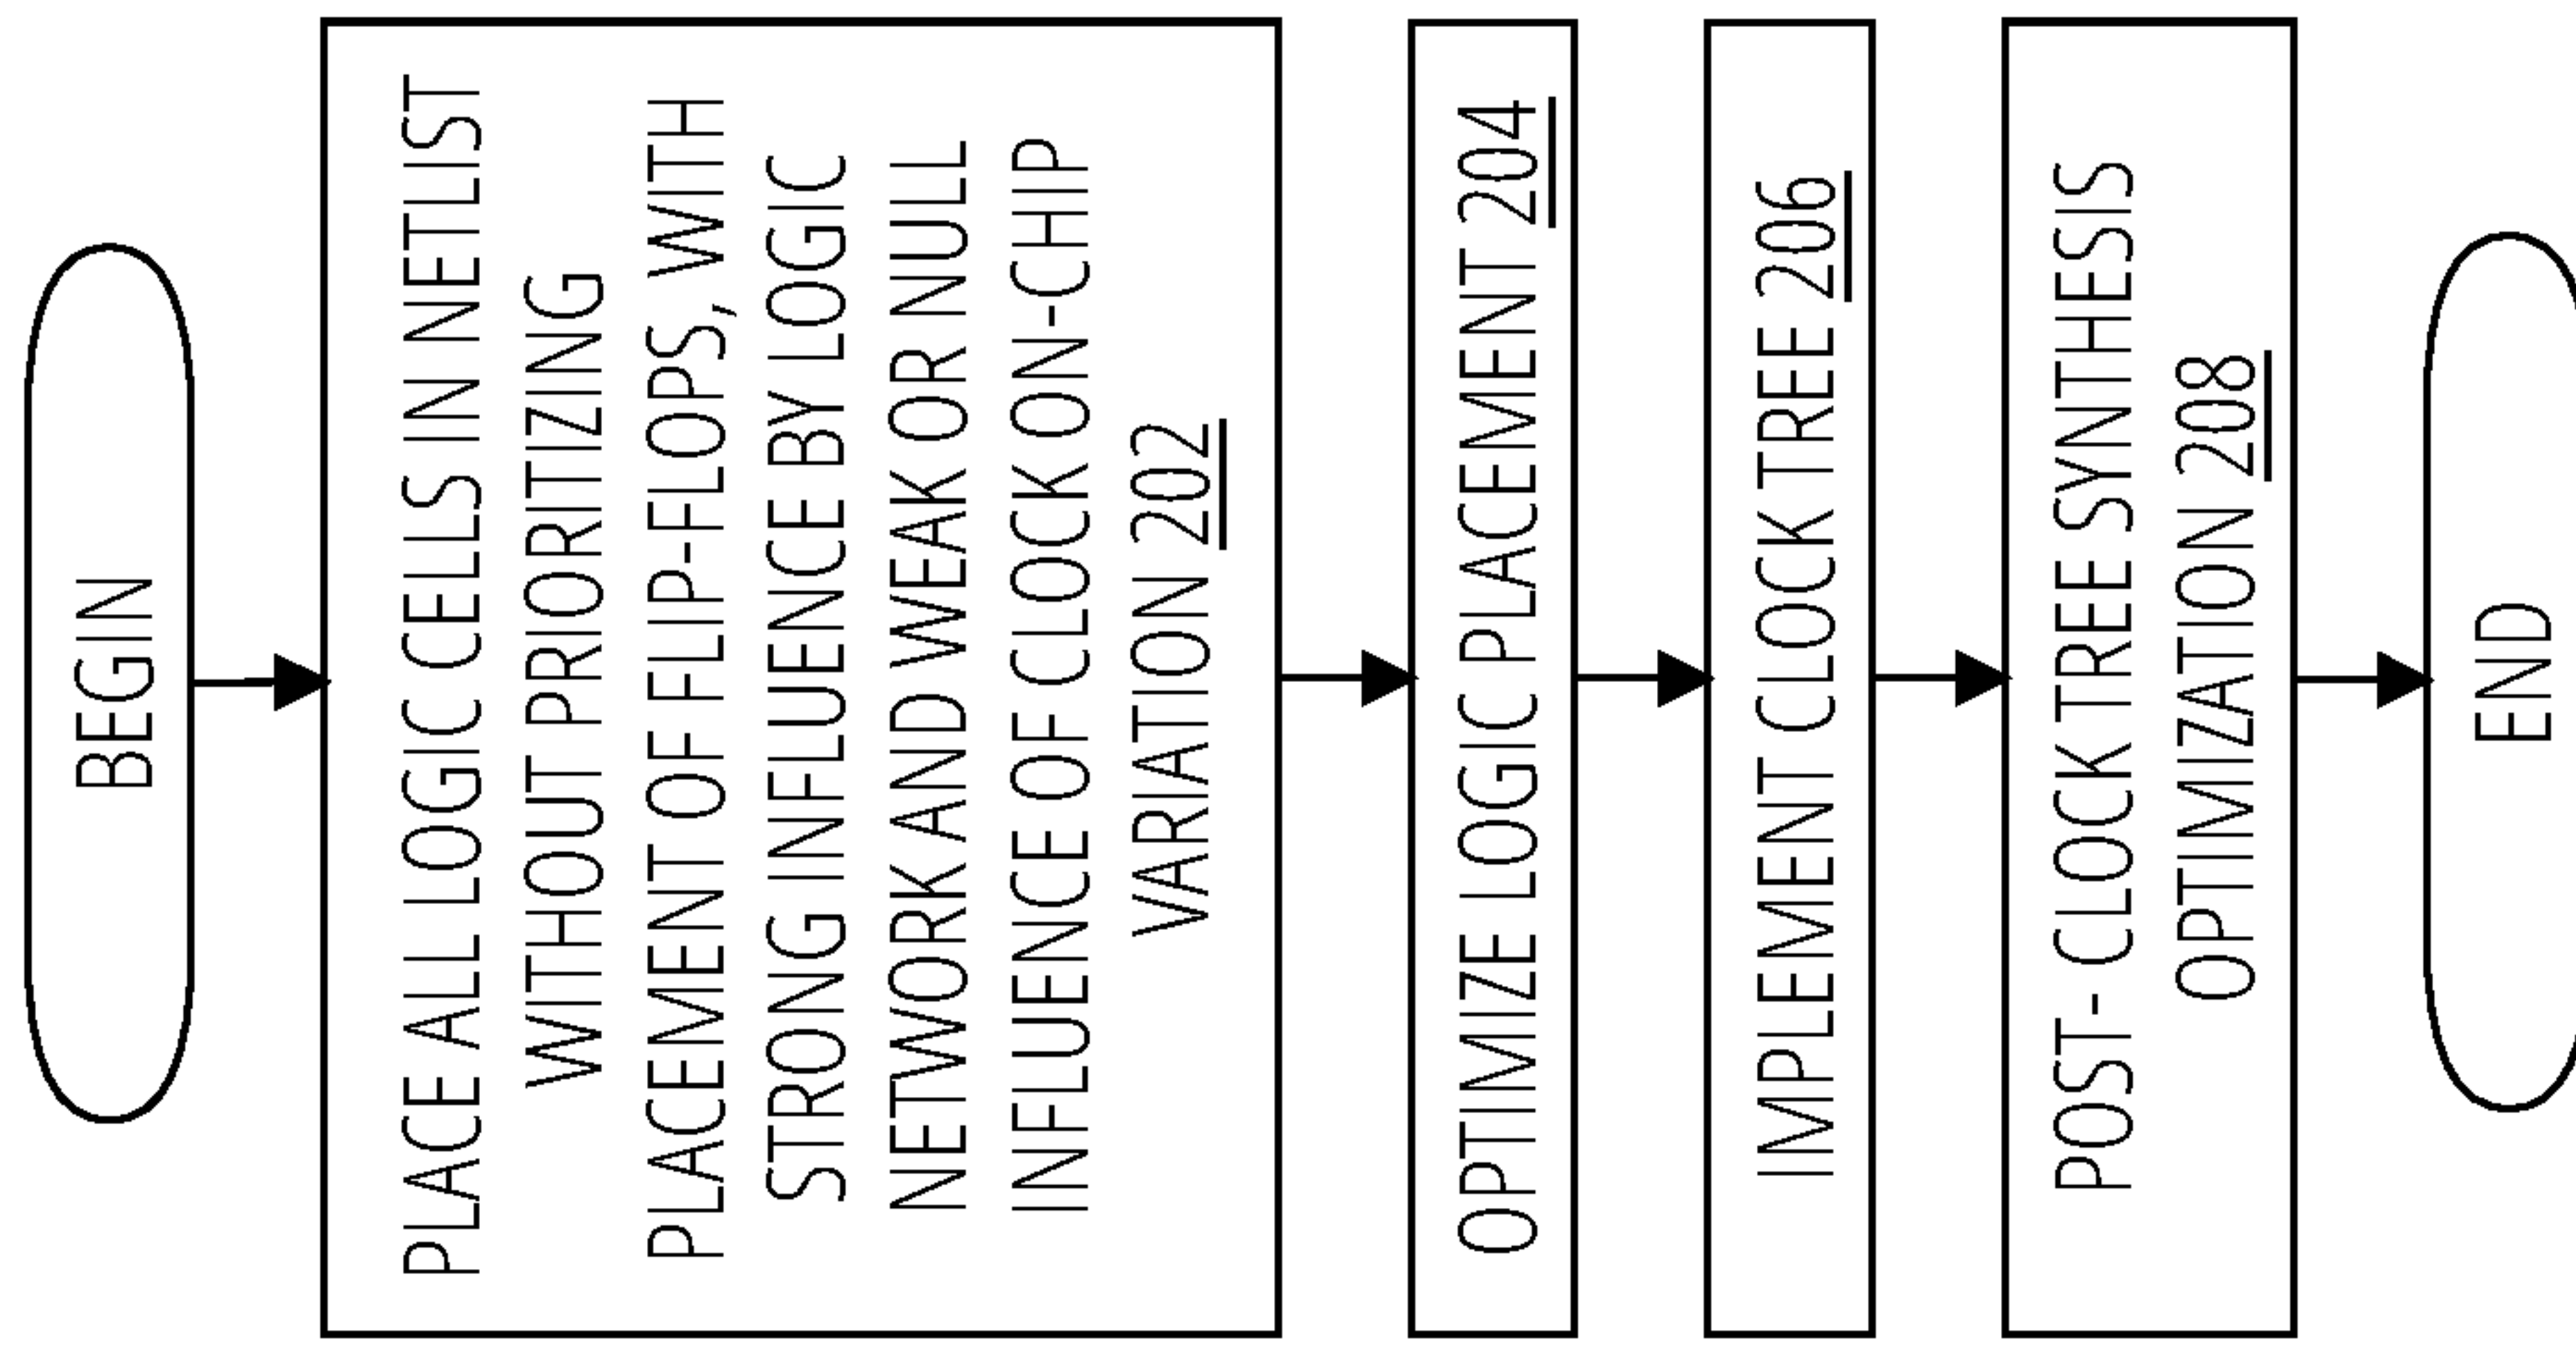 BEGIN
PLACE ALL LOGIC CELLS IN NETLIST
WITHOUT PRIORITIZING
PLACEMENT OF FLIP-FLOPS, WITH
STRONG INFLUENCE BY LOGIC
NETWORK AND WEAK OR NULL
INFLUENCE OF CLOCK ON-CHIP
VARIATION 202
OPTIMIZE LOGIC PLACEMENT 204
IMPLEMENT CLOCK TREE 206
POST- CLOCK TREE SYNTHESIS
OPTIMIZATION 208
END